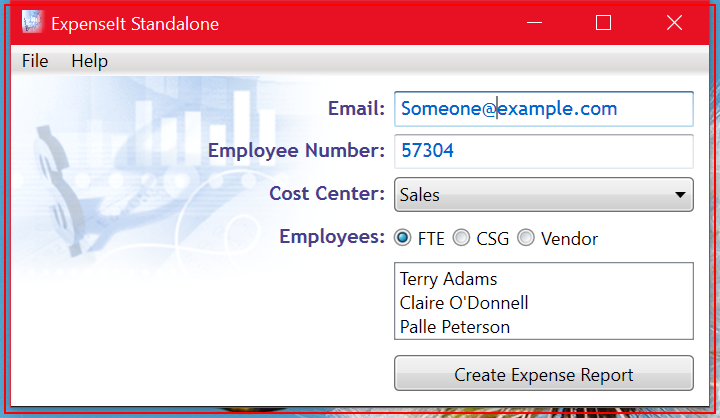 ExpenseIt Standalone
File Help
Email: Someone@example.com
Employee Number: 57304
Cost Center: Sales
Employees: FTE CSG Vendor
Terry Adams
Claire O'Donnell
Palle Peterson
Create Expense Report